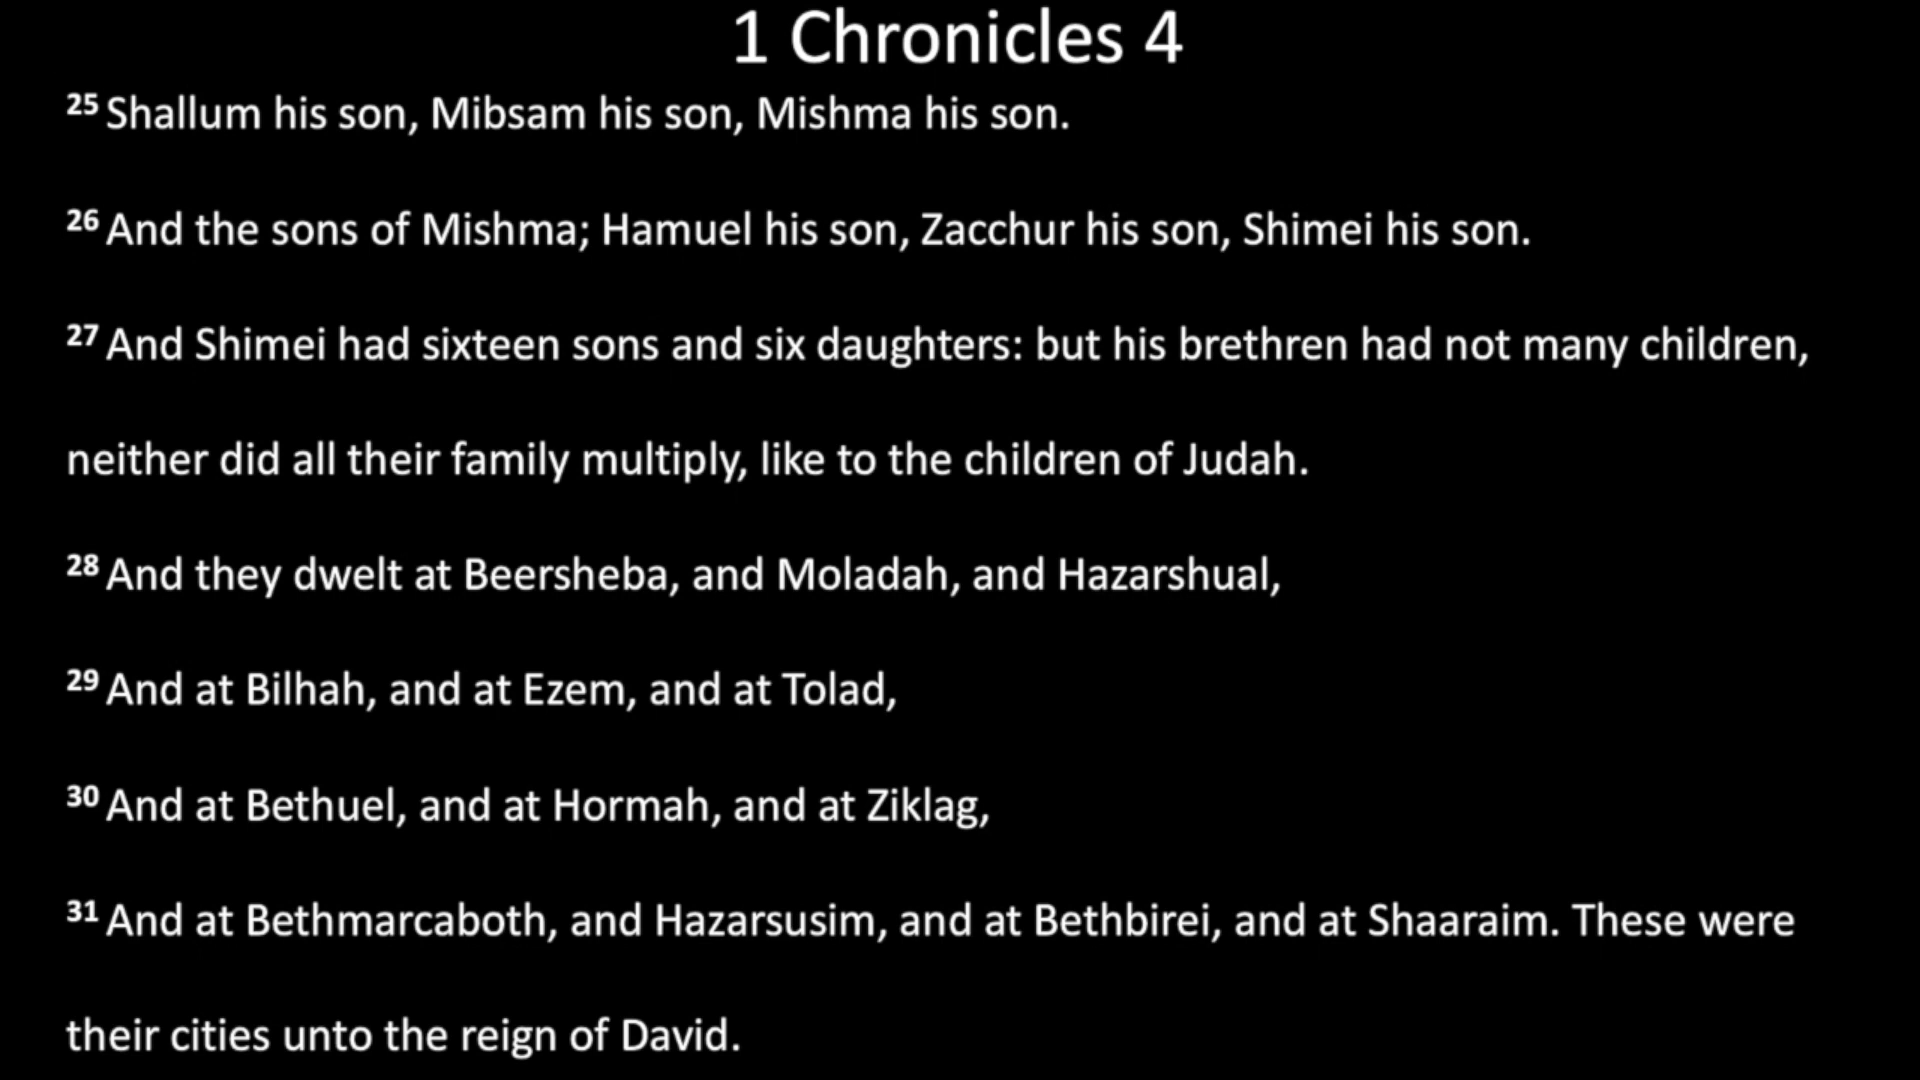 1 Chronicles 4
25 Shallum his son, Mibsam his son, Mishma his son.
26 And the sons of Mishma; Hamuel his son, Zacchur his son, Shimei his son.
27 And Shimei had sixteen sons and six daughters: but his brethren had not many children,
neither did all their family multiply, like to the children of Judah.
28 And they dwelt at Beersheba, and Moladah, and Hazarshual,
29 And at Bilhah, and at Ezem, and at Tolad,
30 And at Bethuel, and at Hormah, and at Ziklag,
31 And at Bethmarcaboth, and Hazarsusim, and at Bethbirei, and at Shaaraim. These were
their cities unto the reign of David.